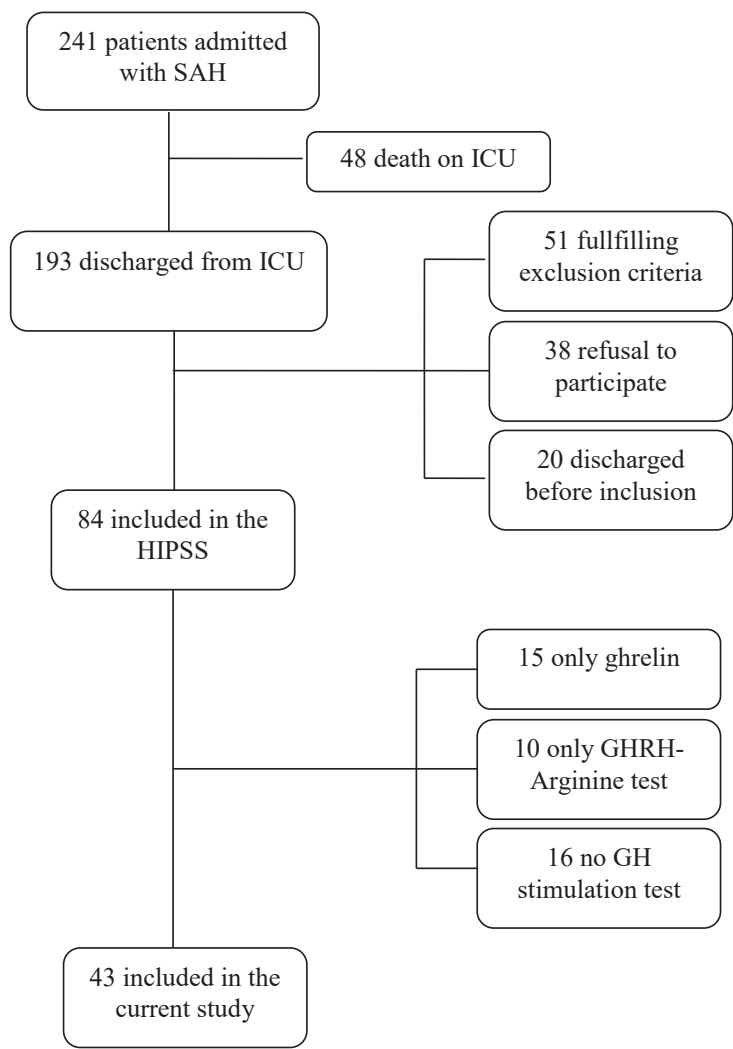 241 patients admitted
with SAH
48 death on ICU
193 discharged from ICU
51 fullfilling
exclusion criteria
38 refusal to
participate
20 discharged
before inclusion
84 included in the
HIPSS
15 only ghrelin
10 only GHRH-
Arginine test
16 no GH
stimulation test
43 included in the
current study